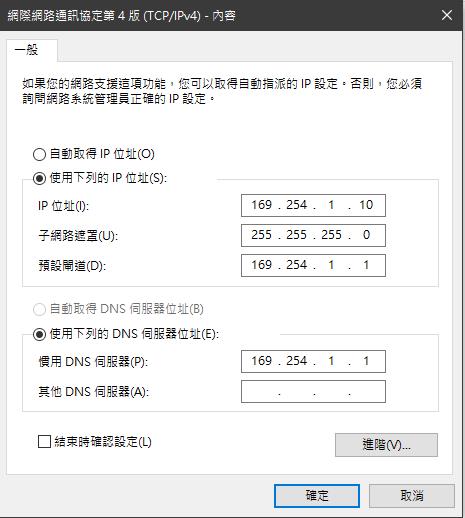 網際網路通訊協定第 4 版 (TCP/IPv4) - 內容
一般
如果您的網路支援這項功能，您可以取得自動指派的 IP 設定。否則，您必須
詢問網路系統管理員正確的 IP 設定。
自動取得 IP 位址(O)
使用下列的 IP 位址(S):
IP 位址(I): 169 . 254 . 1 . 10
子網路遮罩(U): 255 . 255 . 255 . 0
預設閘道(D): 169 . 254 . 1 . 1
自動取得 DNS 伺服器位址(B)
使用下列的 DNS 伺服器位址(E):
慣用 DNS 伺服器(P): 169 . 254 . 1 . 1
其他 DNS 伺服器(A): . . .
結束時確認設定(L)
進階(V)...
確定 取消